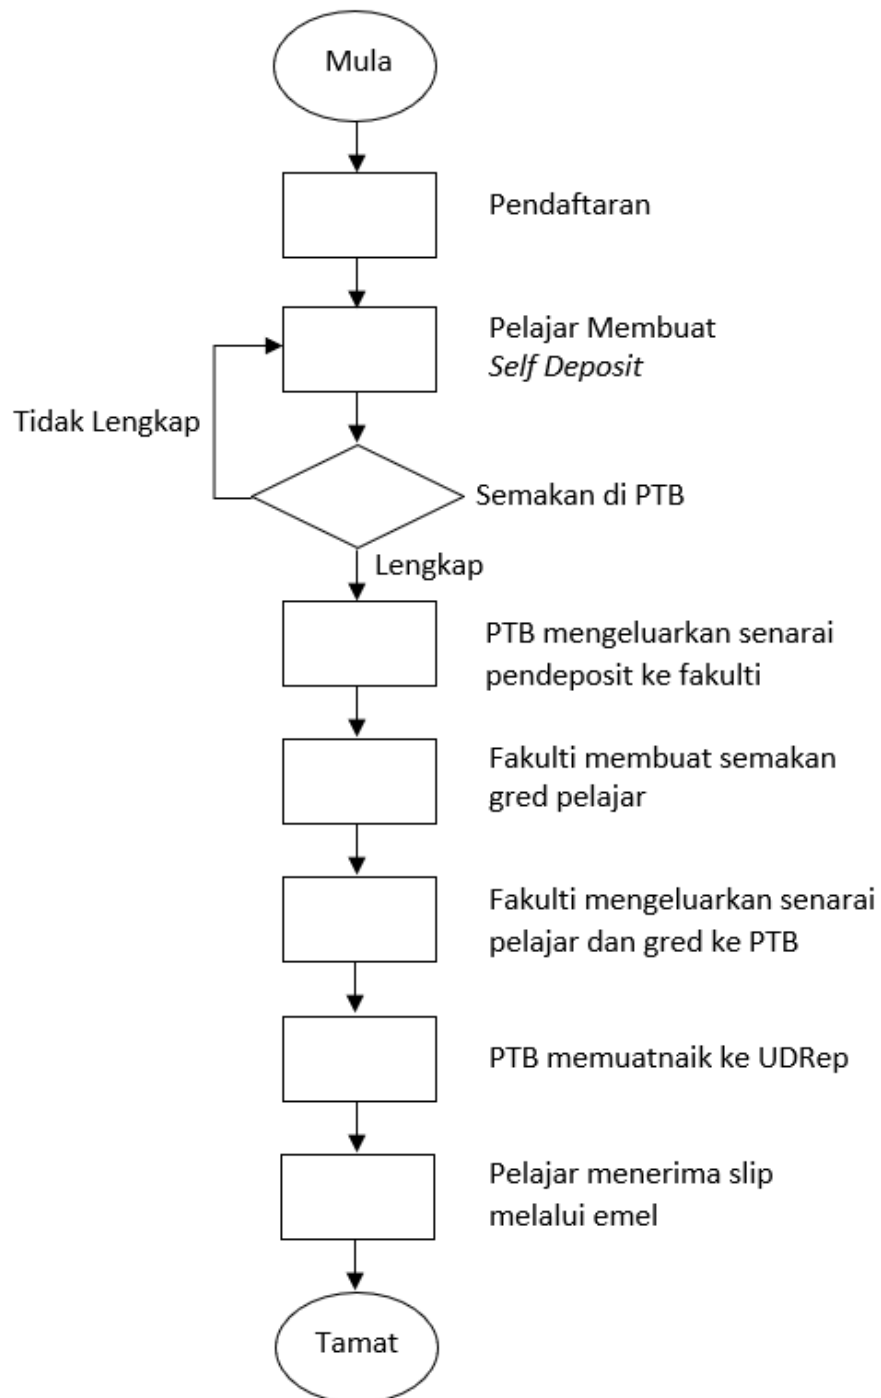 Mula
Pendaftaran
Pelajar Membuat
Self Deposit
Tidak Lengkap
Semakan di PTB
Lengkap
PTB mengeluarkan senarai
pendeposit ke fakulti
Fakulti membuat semakan
gred pelajar
Fakulti mengeluarkan senarai
pelajar dan gred ke PTB
PTB memuatnaik ke UDRep
Pelajar menerima slip
melalui emel
Tamat